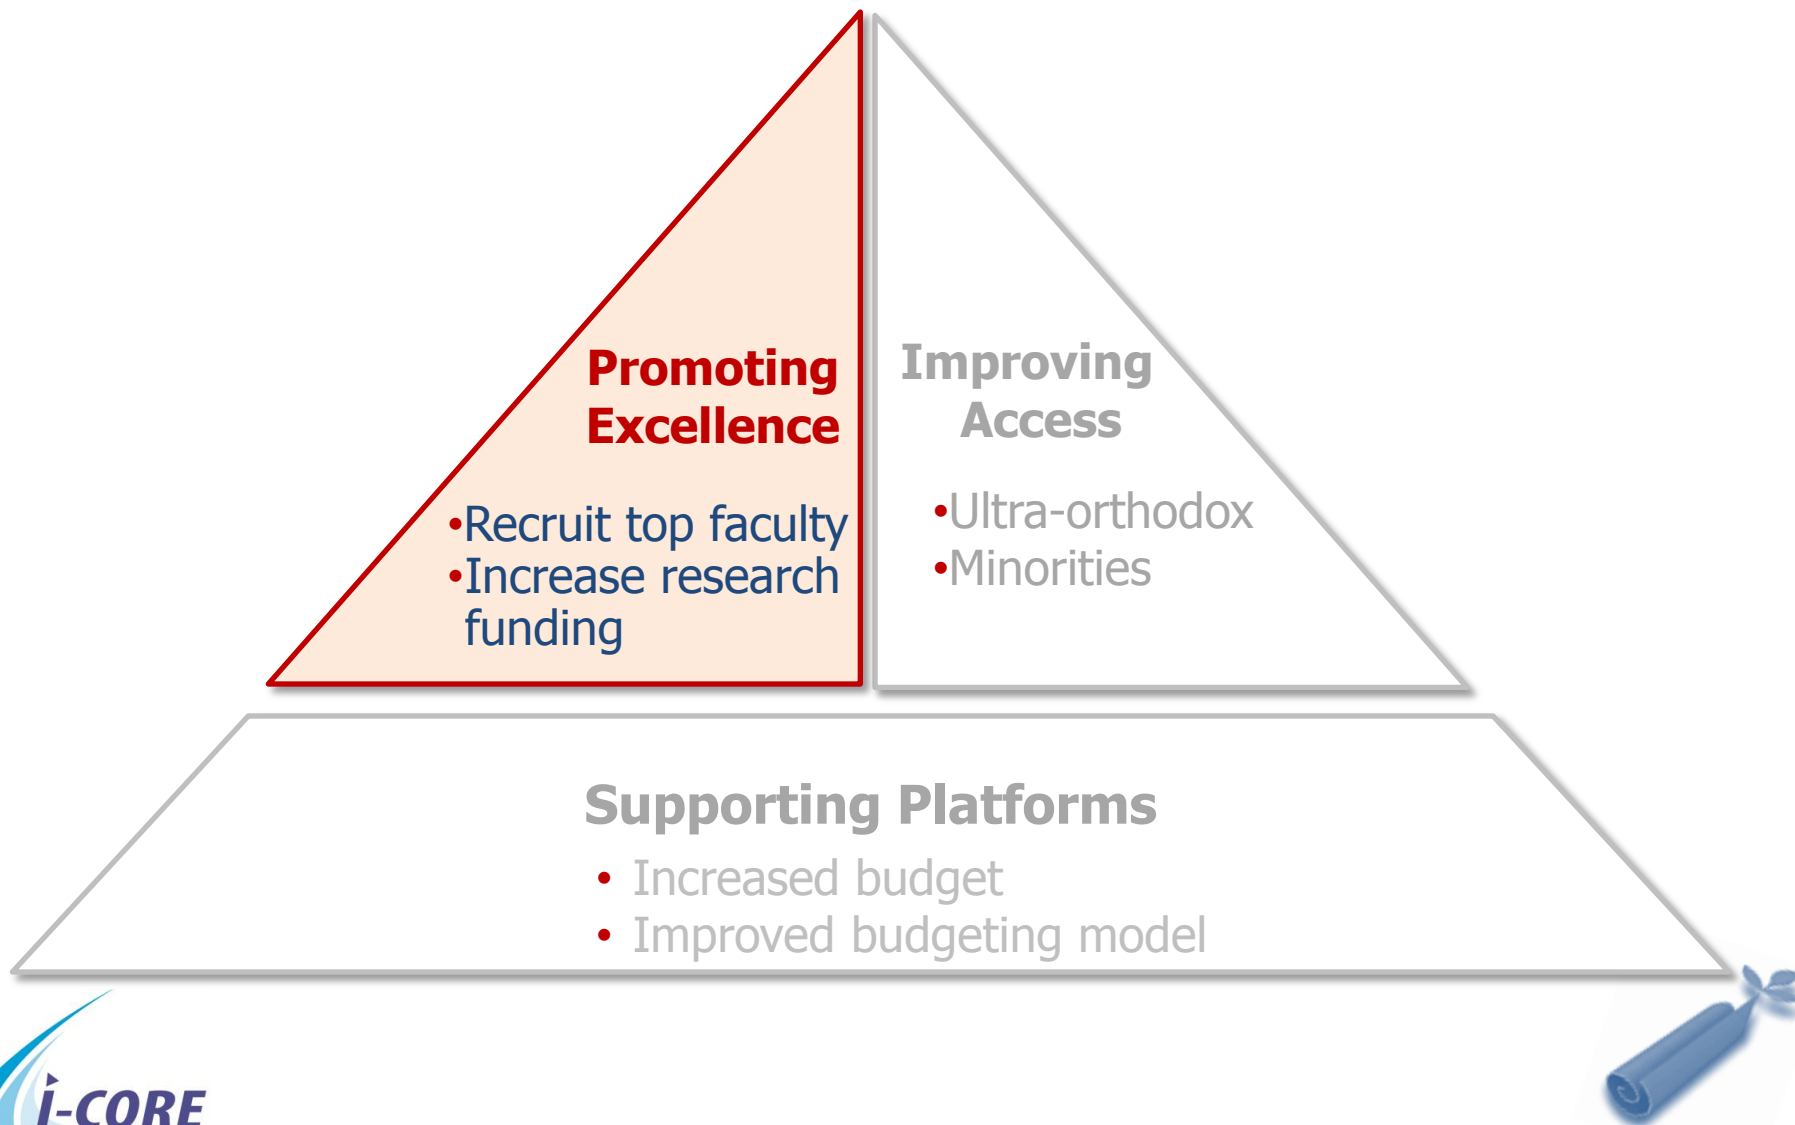 Promoting
Excellence
•Recruit top faculty
•Increase research
funding
Improving
Access
•Ultra-orthodox
•Minorities
Supporting Platforms
• Increased budget
• Improved budgeting model
i-CORE